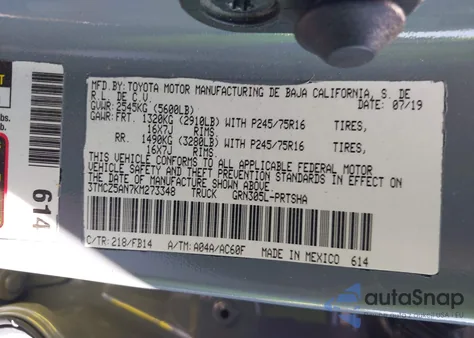 MFD.BY: TOYOTA MOTOR MANUFACTURING DE BAJA CALIFORNIA, S. DE
R.L. DE C.V. DATE: 07/19
GVWR: 2545KG (5600LB)
GAWR: FRT. 1320KG (2910LB) WITH P245/75R16 TIRES,
16X7J RIMS,
RR. 1490KG (3280LB) WITH P245/75R16 TIRES,
16X7J RIMS.
THIS VEHICLE CONFORMS TO ALL APPLICABLE FEDERAL MOTOR
VEHICLE SAFETY AND THEFT PREVENTION STANDARDS IN EFFECT ON
THE DATE OF MANUFACTURE SHOWN ABOVE.
3TMCZ5AN7KM273348 TRUCK GRN305L-PRTSHA
C/TR: 218/FB14 A/TM: A04A/AC60F MADE IN MEXICO 614
614
lbs.
autoSnap